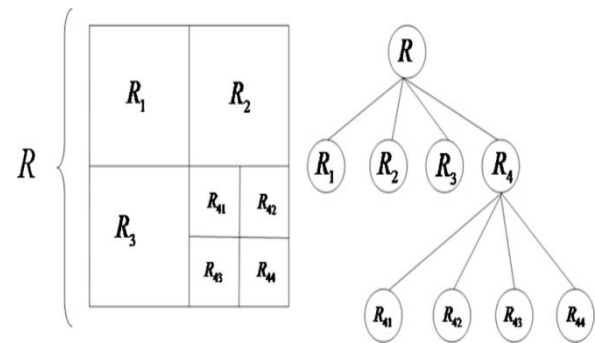 R
R₁ R₂
R₃
R₄₁ R₄₂
R₄₃ R₄₄
R
R₁ R₂ R₃ R₄
R₄₁ R₄₂ R₄₃ R₄₄